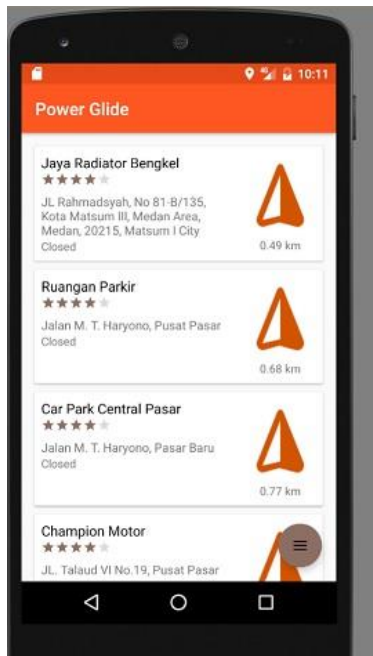 10:11
Power Glide
Jaya Radiator Bengkel
JL Rahmadsyah, No 81-B/135,
Kota Matsum III, Medan Area,
Medan, 20215, Matsum I City
Closed
0.49 km
Ruangan Parkir
Jalan M. T. Haryono, Pusat Pasar
Closed
0.68 km
Car Park Central Pasar
Jalan M. T. Haryono, Pasar Baru
Closed
0.77 km
Champion Motor
JL. Talaud VI No.19, Pusat Pasar